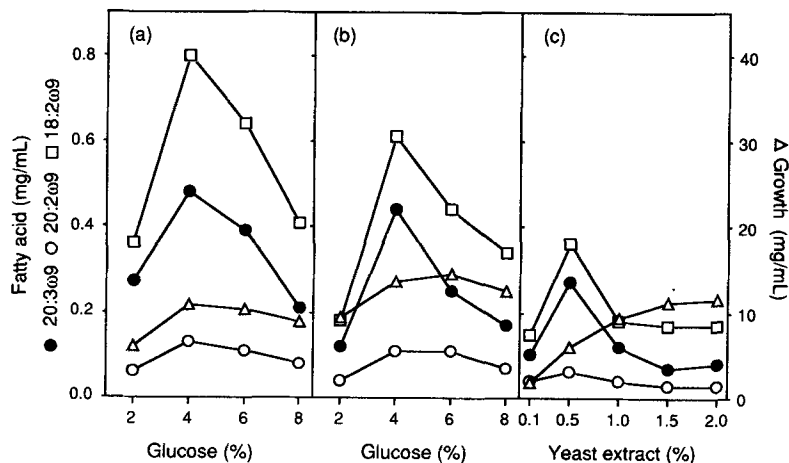 (a)
(b)
(c)
0.8
0.6
0.4
0.2
0.0
Fatty acid (mg/mL)
● 20:3ω9 ○ 20:2ω9 □ 18:2ω9
40
30
20
10
0
△ Growth (mg/mL)
2 4 6 8
2 4 6 8
0.1 0.5 1.0 1.5 2.0
Glucose (%)
Glucose (%)
Yeast extract (%)